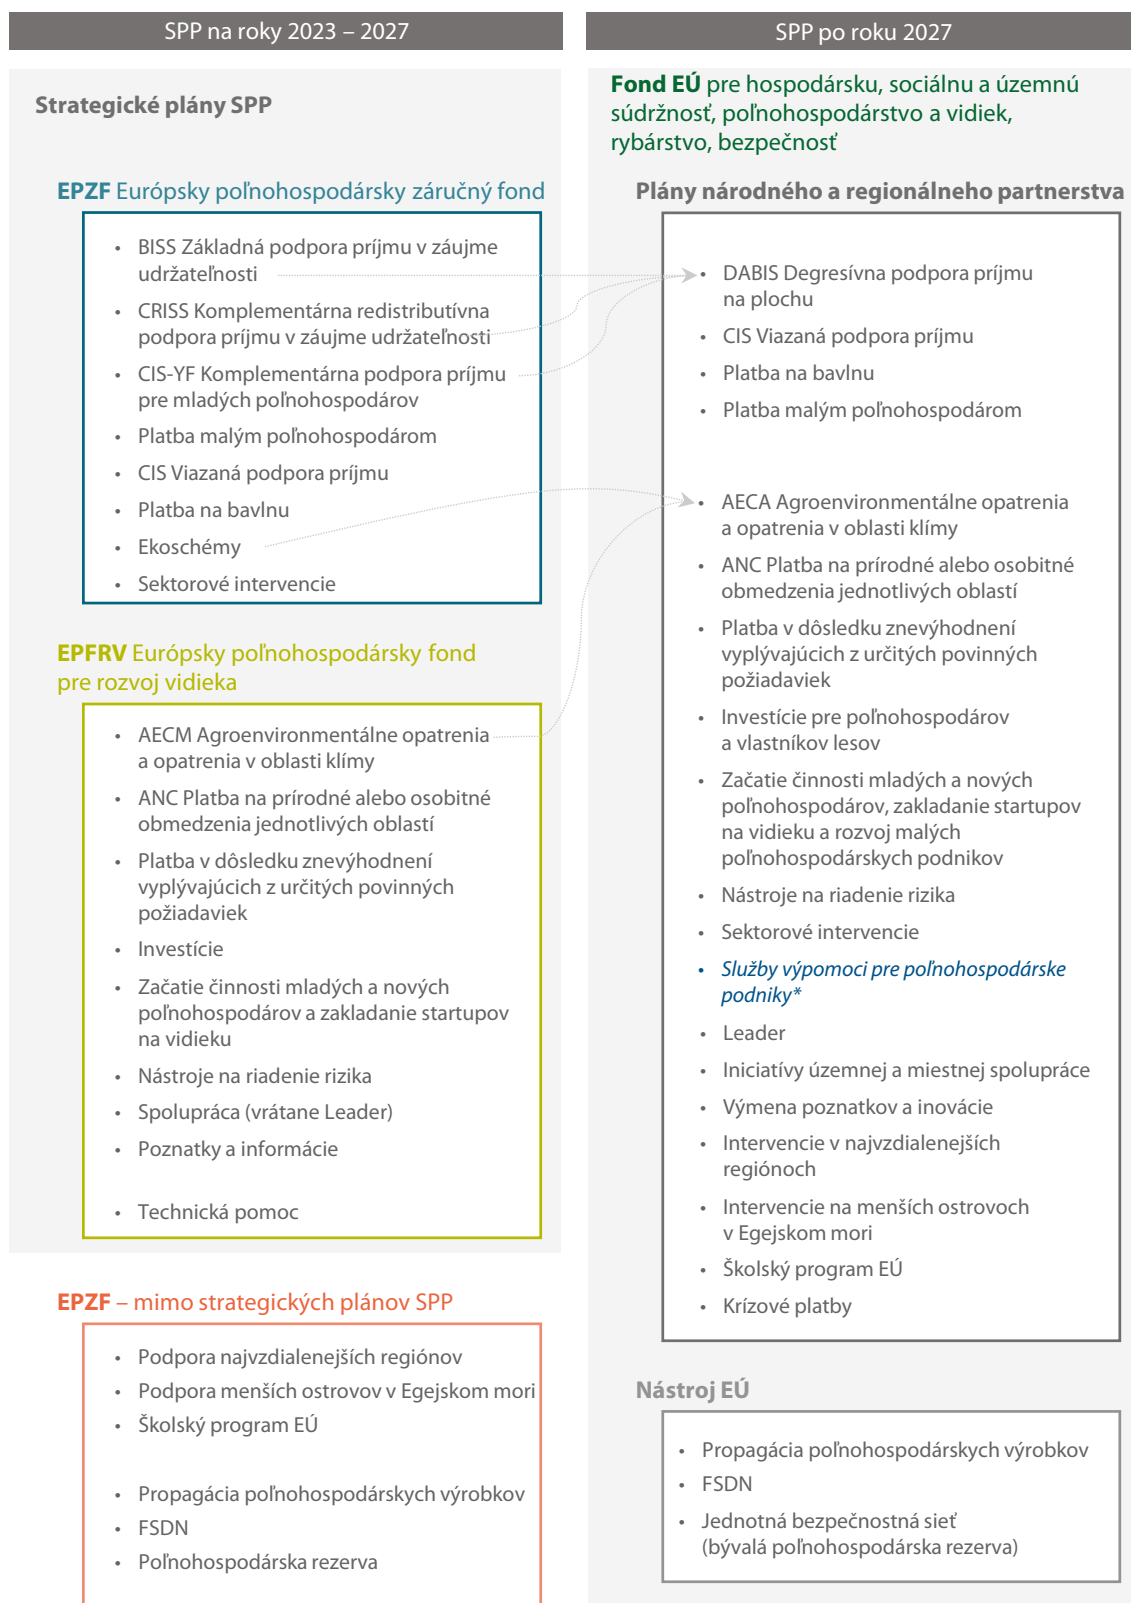 SPP na roky 2023 – 2027
Strategické plány SPP
EPZF Európsky poľnohospodársky záručný fond
• BISS Základná podpora príjmu v záujme
udržateľnosti
• CRISS Komplementárna redistributívna
podpora príjmu v záujme udržateľnosti
• CIS-YF Komplementárna podpora príjmu
pre mladých poľnohospodárov
• Platba malým poľnohospodárom
• CIS Viazaná podpora príjmu
• Platba na bavlnu
• Ekoschémy
• Sektorové intervencie
EPFRV Európsky poľnohospodársky fond
pre rozvoj vidieka
• AECM Agroenvironmentálne opatrenia
a opatrenia v oblasti klímy
• ANC Platba na prírodné alebo osobitné
obmedzenia jednotlivých oblastí
• Platba v dôsledku znevýhodnení
vyplývajúcich z určitých povinných
požiadaviek
• Investície
• Začatie činnosti mladých a nových
poľnohospodárov a zakladanie startupov
na vidieku
• Nástroje na riadenie rizika
• Spolupráca (vrátane Leader)
• Poznatky a informácie
• Technická pomoc
EPZF – mimo strategických plánov SPP
• Podpora najvzdialenejších regiónov
• Podpora menších ostrovov v Egejskom mori
• Školský program EÚ
• Propagácia poľnohospodárskych výrobkov
• FSDN
• Poľnohospodárska rezerva
SPP po roku 2027
Fond EÚ pre hospodársku, sociálnu a územnú
súdržnosť, poľnohospodárstvo a vidiek,
rybárstvo, bezpečnosť
Plány národného a regionálneho partnerstva
• DABIS Degresívna podpora príjmu
na plochu
• CIS Viazaná podpora príjmu
• Platba na bavlnu
• Platba malým poľnohospodárom
• AECA Agroenvironmentálne opatrenia
a opatrenia v oblasti klímy
• ANC Platba na prírodné alebo osobitné
obmedzenia jednotlivých oblastí
• Platba v dôsledku znevýhodnení
vyplývajúcich z určitých povinných
požiadaviek
• Investície pre poľnohospodárov
a vlastníkov lesov
• Začatie činnosti mladých a nových
poľnohospodárov, zakladanie startupov
na vidieku a rozvoj malých
poľnohospodárskych podnikov
• Nástroje na riadenie rizika
• Sektorové intervencie
• Služby výpomoci pre poľnohospodárske
podniky*
• Leader
• Iniciatívy územnej a miestnej spolupráce
• Výmena poznatkov a inovácie
• Intervencie v najvzdialenejších
regiónoch
• Intervencie na menších ostrovoch
v Egejskom mori
• Školský program EÚ
• Krízové platby
Nástroj EÚ
• Propagácia poľnohospodárskych výrobkov
• FSDN
• Jednotná bezpečnostná sieť
(bývalá poľnohospodárska rezerva)